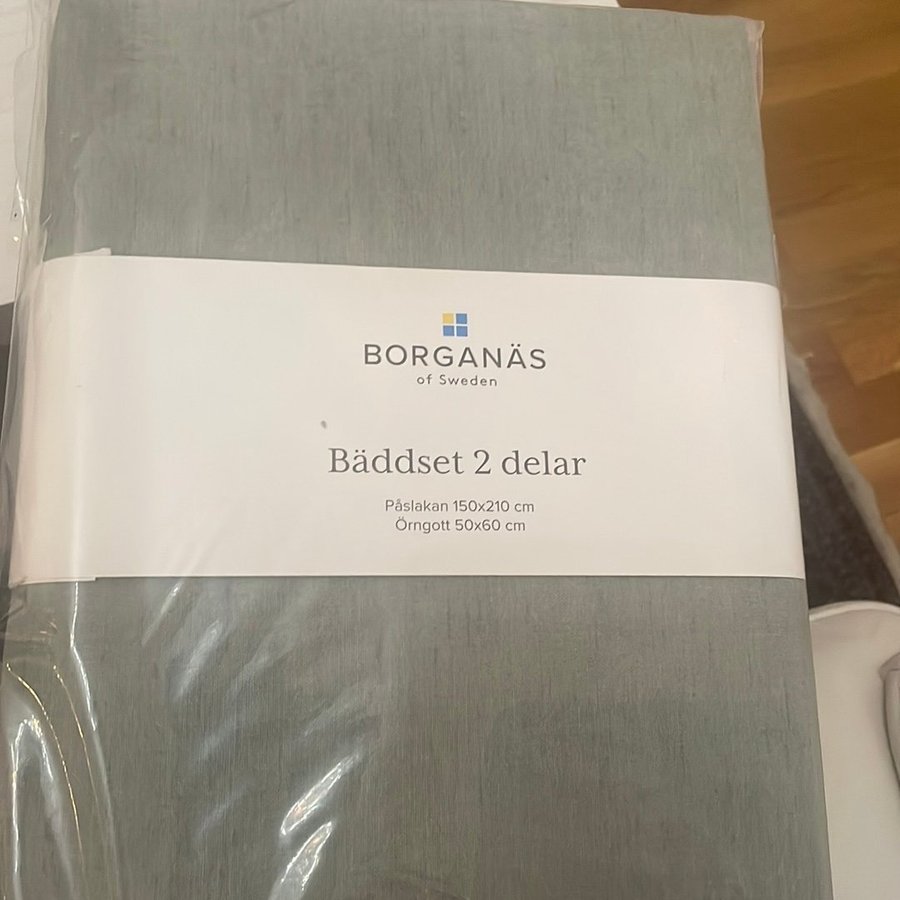 BORGANÄS
of Sweden
Bäddset 2 delar
Påslakan 150x210 cm
Örngott 50x60 cm